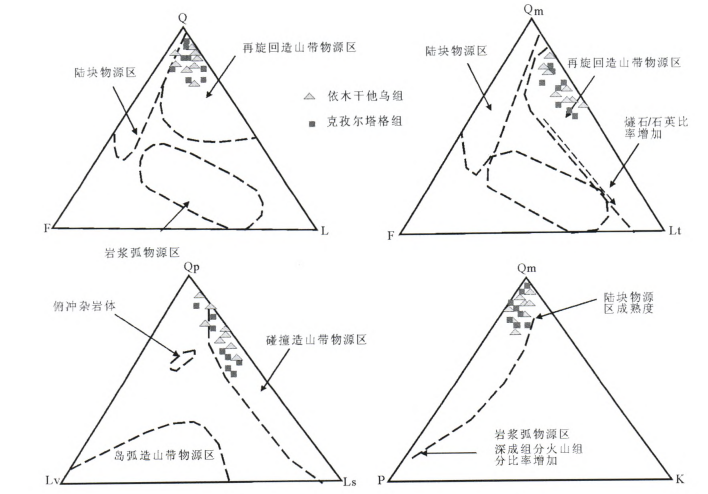 Q
再旋回造山带物源区
陆块物源区
依木干他乌组
克孜尔塔格组
F
L
岩浆弧物源区
Qm
陆块物源区
再旋回造山带物源区
燧石/石英比
率增加
F
Lt
Qp
俯冲杂岩体
碰撞造山带物源区
岛弧造山带物源区
Lv
Ls
Qm
陆块物源
区成熟度
岩浆弧物源区
深成组分火山组
分比率增加
P
K